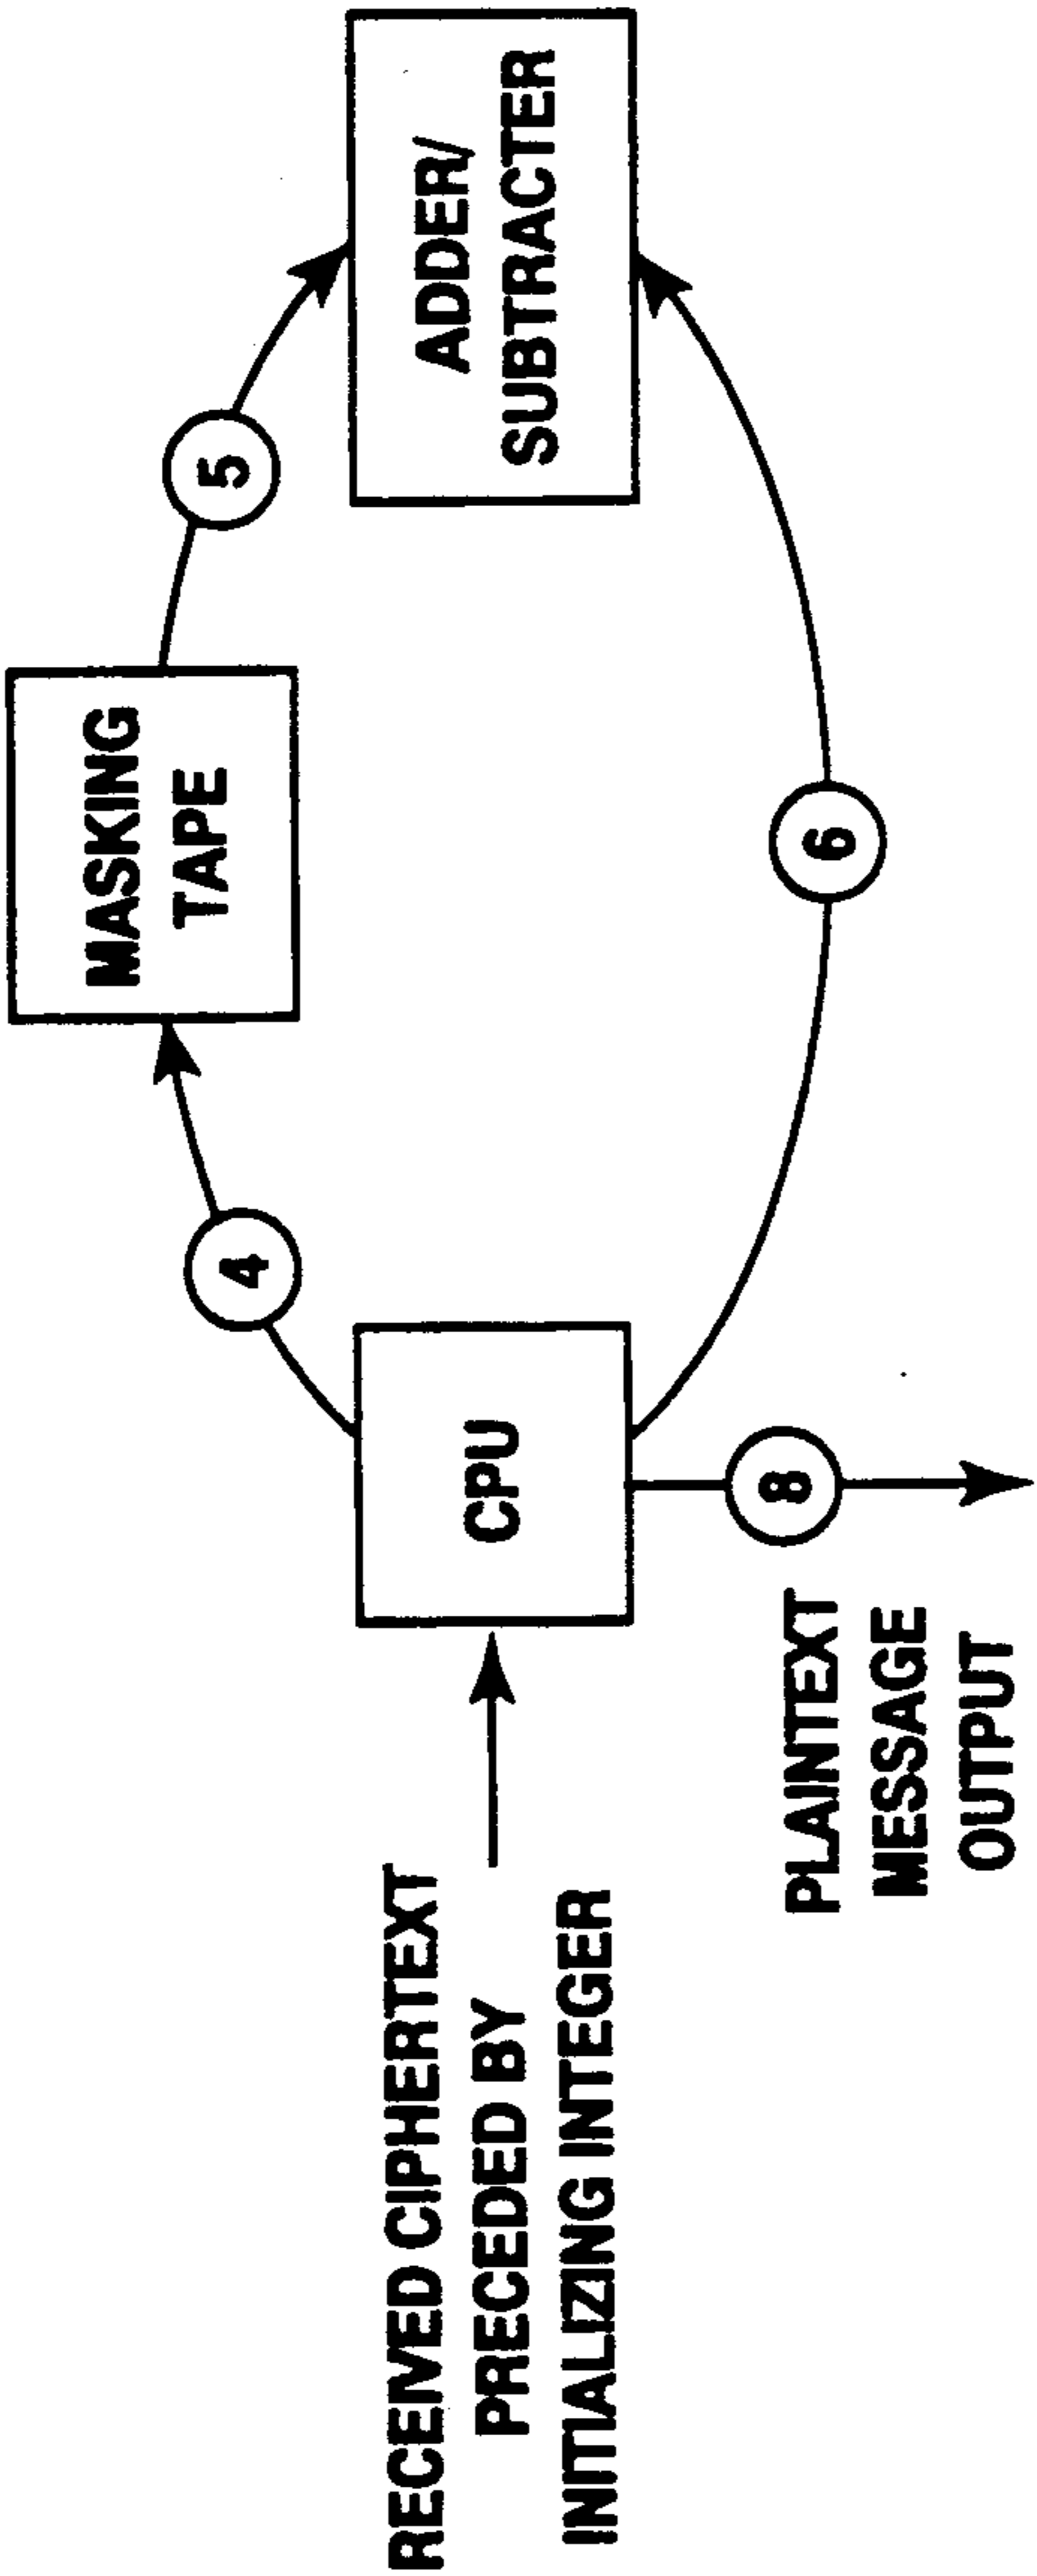 RECEIVED CIPHERTEXT
PRECEDED BY
INITIALIZING INTEGER
CPU
4
MASKING
TAPE
5
ADDER/
SUBTRACTER
6
8
PLAINTEXT
MESSAGE
OUTPUT